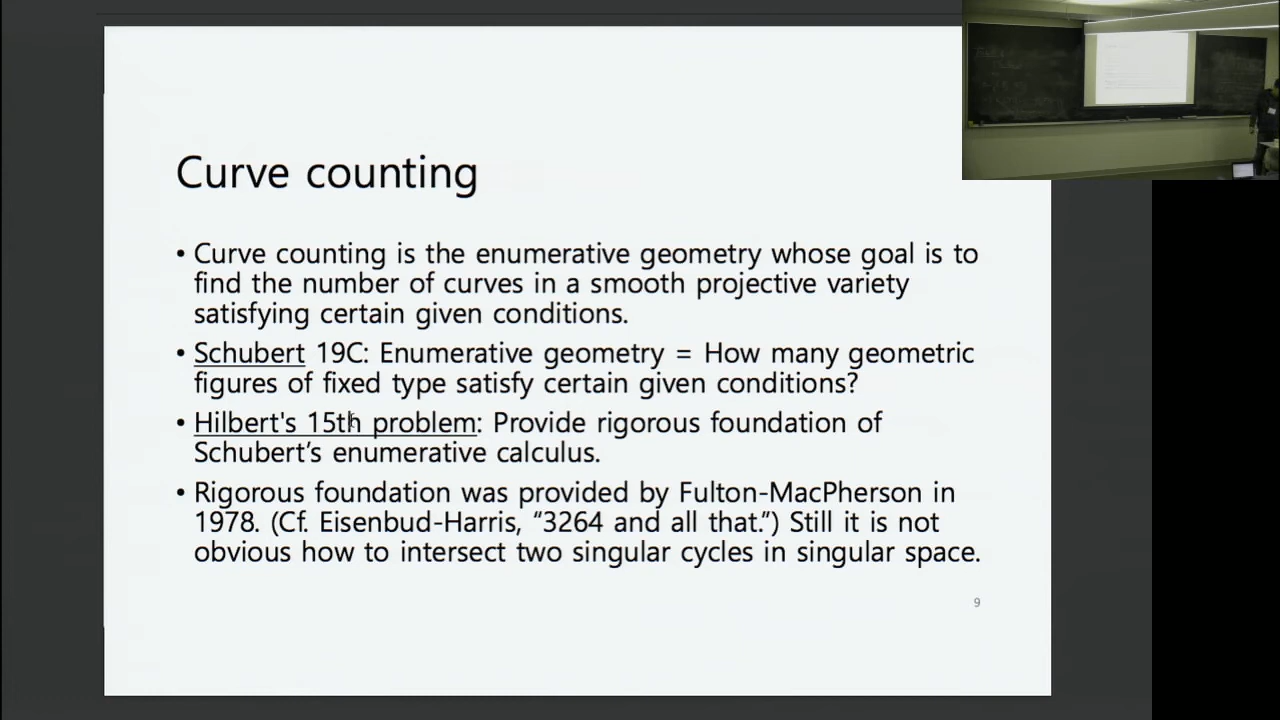 Curve counting
• Curve counting is the enumerative geometry whose goal is to
find the number of curves in a smooth projective variety
satisfying certain given conditions.
• Schubert 19C: Enumerative geometry = How many geometric
figures of fixed type satisfy certain given conditions?
• Hilbert's 15th problem: Provide rigorous foundation of
Schubert’s enumerative calculus.
• Rigorous foundation was provided by Fulton-MacPherson in
1978. (Cf. Eisenbud-Harris, “3264 and all that.”) Still it is not
obvious how to intersect two singular cycles in singular space.
9